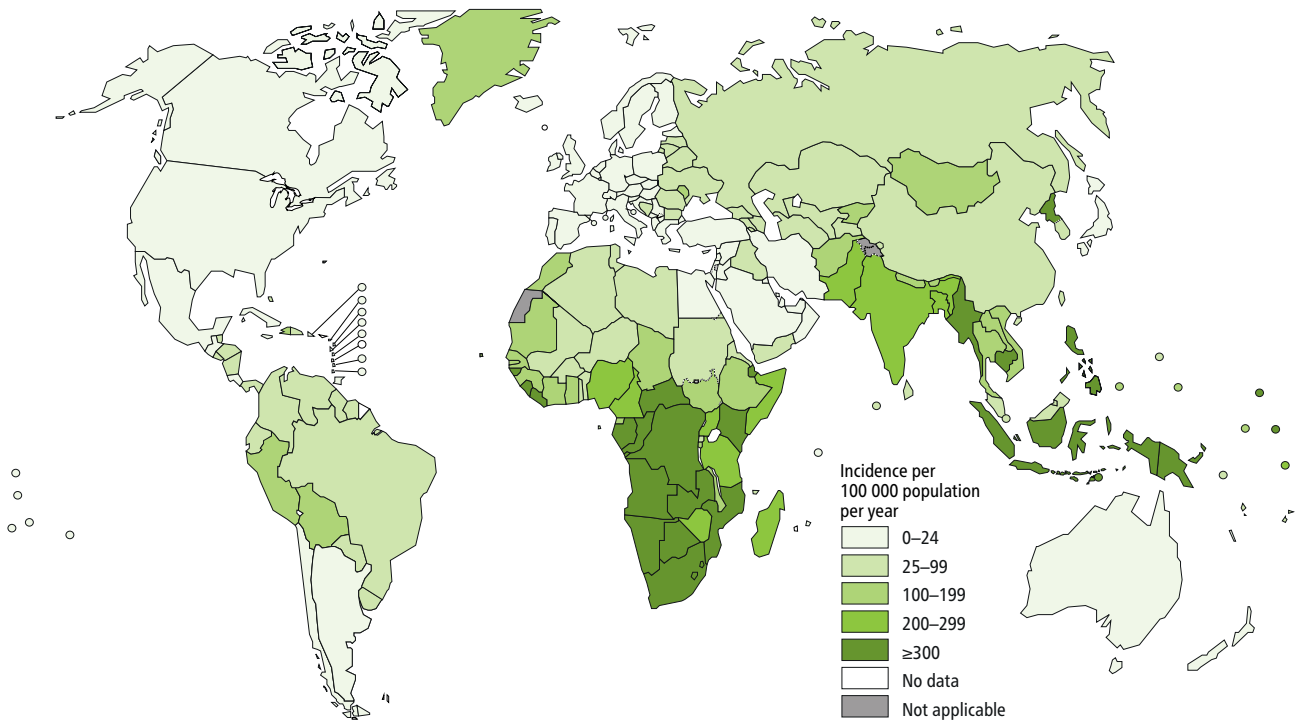 Incidence per
100 000 population
per year
0–24
25–99
100–199
200–299
≥300
No data
Not applicable